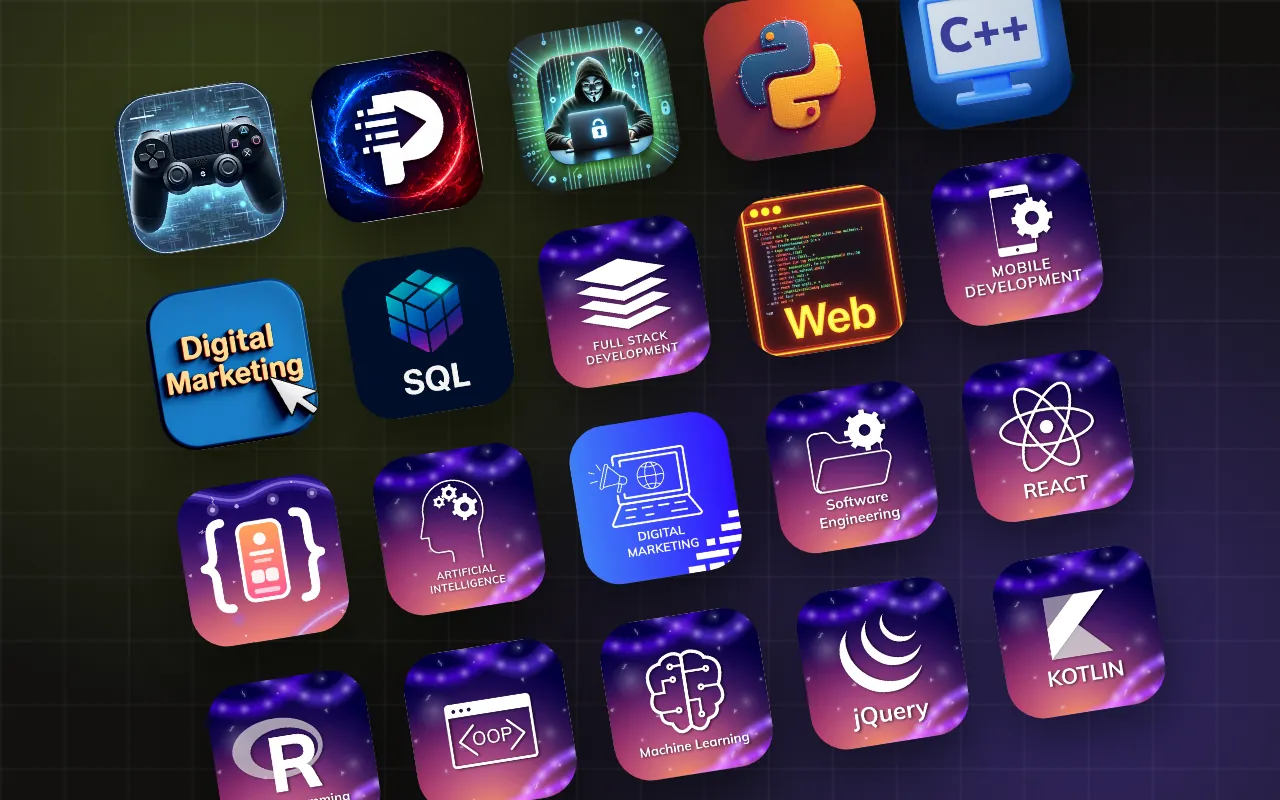 C++
Web
MOBILE
DEVELOPMENT
Digital
Marketing
SQL
FULL STACK
DEVELOPMENT
REACT
Software
Engineering
DIGITAL
MARKETING
ARTIFICIAL
INTELLIGENCE
KOTLIN
jQuery
Machine Learning
<OOP>
R